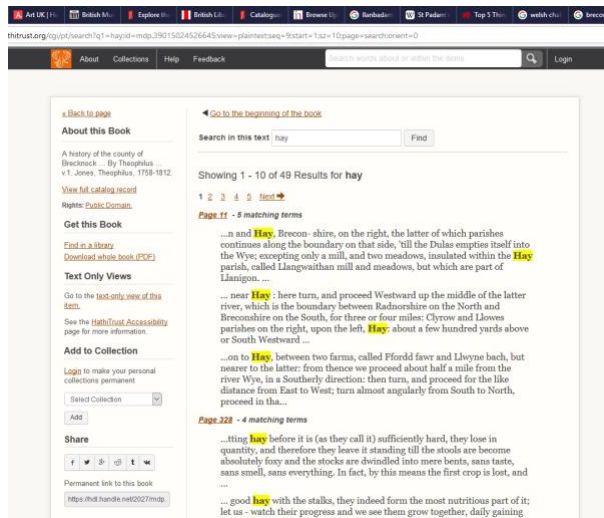 Art UK | H
British Mu
Explore th
British Lib
Catalogue
Browse Up
llanbadarn
St Padarn
Top 5 Thin
welsh chu
breco
thitrust.org/cgi/pt/search?q1=hay;id=mdp.39015024526645;view=plaintext;seq=9;start=1;sz=10;page=search;orient=0
About Collections Help Feedback Search words about or within the items Login
« Back to page
About this Book
A history of the county of
Brecknock ... By Theophilus ...
v.1. Jones, Theophilus, 1758-1812.
View full catalog record
Rights: Public Domain.
Get this Book
Find in a library
Download whole book (PDF)
Text Only Views
Go to the text-only view of this
item.
See the HathiTrust Accessibility
page for more information.
Add to Collection
Login to make your personal
collections permanent
Select Collection
Add
Share
Permanent link to this book
https://hdl.handle.net/2027/mdp.
Go to the beginning of the book
Search in this text hay Find
Showing 1 - 10 of 49 Results for hay
1 2 3 4 5 Next
Page 11 - 5 matching terms
...n and Hay, Brecon- shire, on the right, the latter of which parishes
continues along the boundary on that side, 'till the Dulas empties itself into
the Wye; excepting only a mill, and two meadows, insulated within the Hay
parish, called Llangwaithan mill and meadows, but which are part of
Llanigon. ...
... near Hay : here turn, and proceed Westward up the middle of the latter
river, which is the boundary between Radnorshire on the North and
Breconshire on the South, for three or four miles: Clyrow and Llowes
parishes on the right, upon the left, Hay: about a few hundred yards above
or South Westward ...
...on to Hay, between two farms, called Ffordd fawr and Llwyne bach, but
nearer to the latter: from thence we proceed about half a mile from the
river Wye, in a Southerly direction: then turn, and proceed for the like
distance from East to West; turn almost angularly from South to North,
proceed in tha...
Page 328 - 4 matching terms
...tting hay before it is (as they call it) sufficiently hard, they lose in
quantity, and therefore they leave it standing till the stools are become
absolutely foxy and the stocks are dwindled into mere bents, sans taste,
sans smell, sans everything. In fact, by this means the first crop is lost, and
...
... good hay with the stalks, they indeed form the most nutritious part of it;
let us - watch their progress and we see them grow together, daily gaining